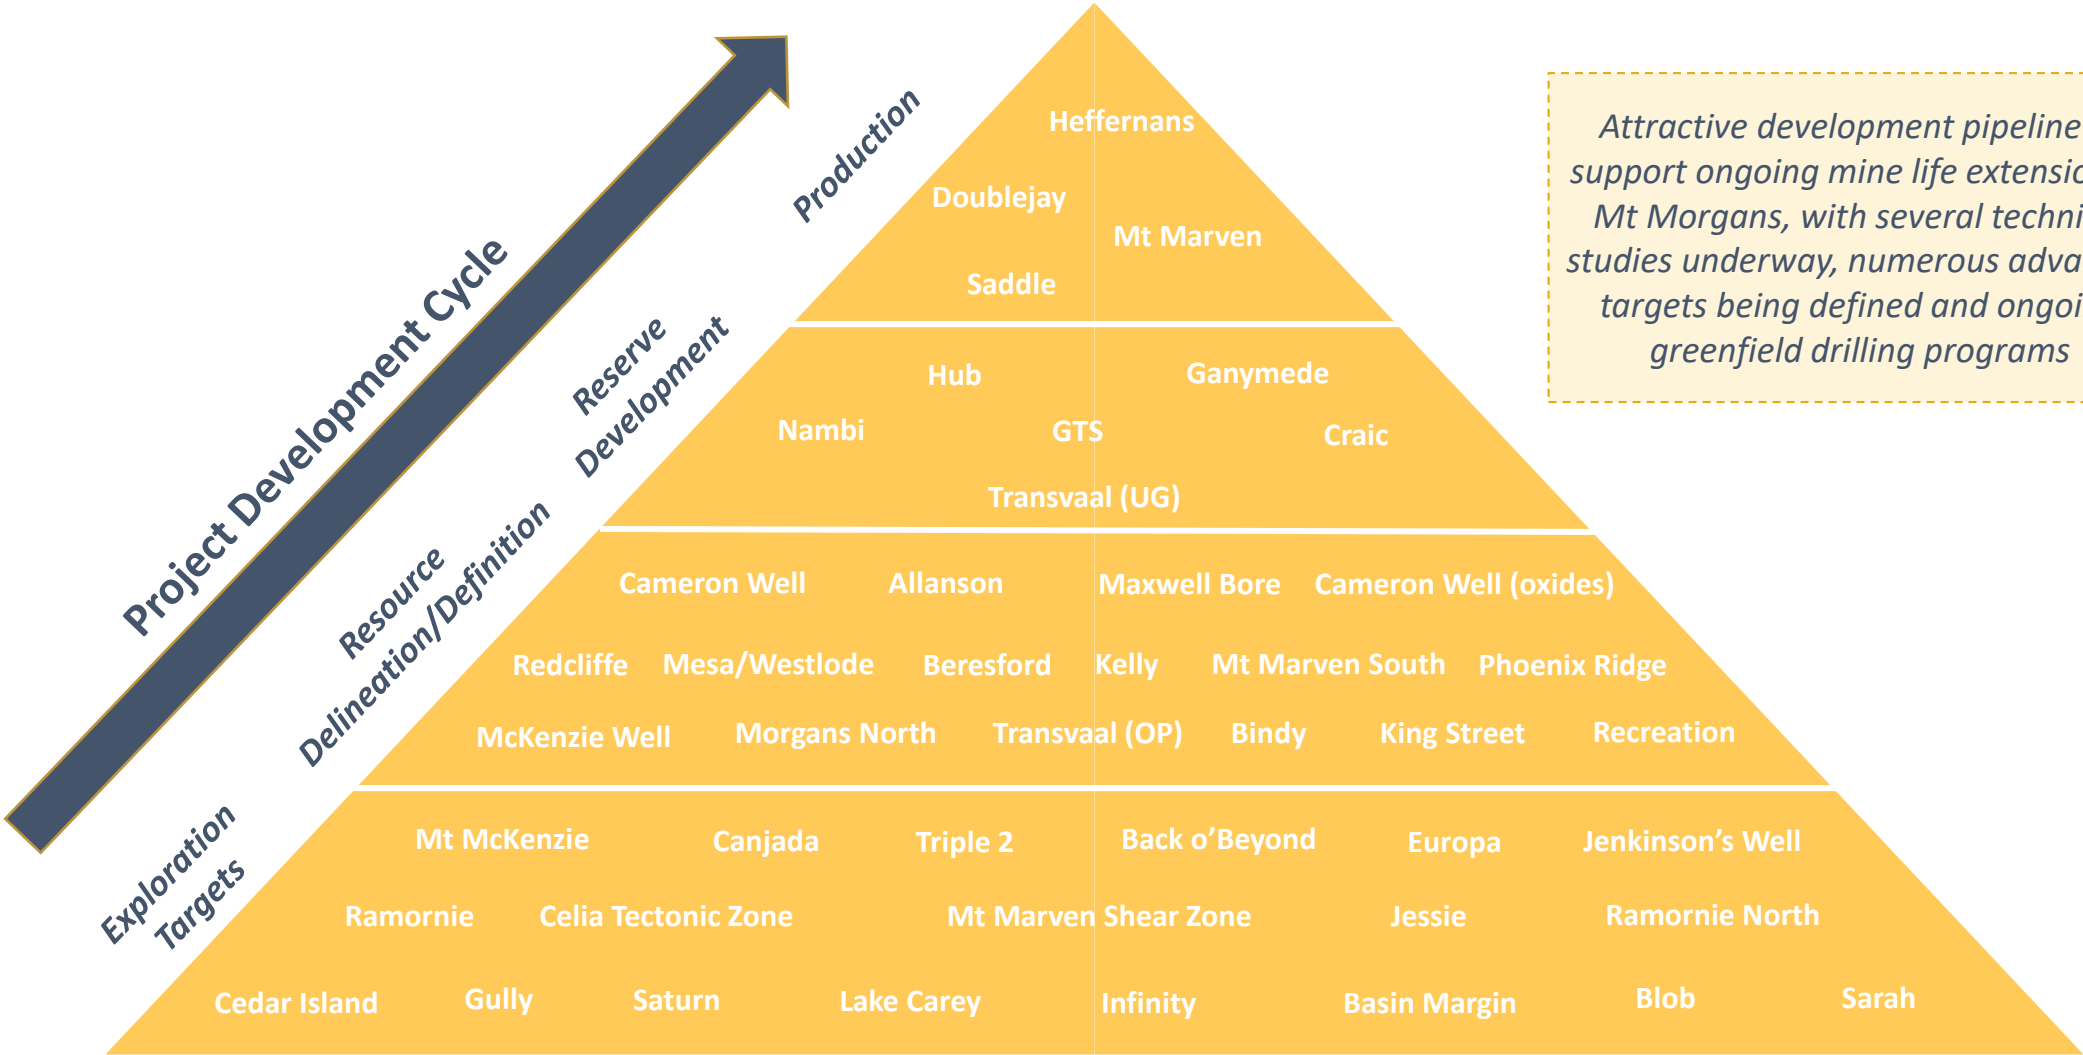 Project Development Cycle
Production
Heffernans
Doublejay
Mt Marven
Saddle
Attractive development pipeline
support ongoing mine life
Mt Morgans, with several
studies underway, numerous
targets being defined and
greenfield drilling programs
Reserve
Development
Hub
Ganymede
Nambi
GTS
Craic
Transvaal (UG)
Resource
Delineation/Definition
Cameron Well
Allanson
Maxwell Bore
Cameron Well (oxides)
Redcliffe
Mesa/Westlode
Beresford
Kelly
Mt Marven South
Phoenix Ridge
McKenzie Well
Morgans North
Transvaal (OP)
Bindy
King Street
Recreation
Exploration
Targets
Mt McKenzie
Canjada
Triple 2
Back o’Beyond
Europa
Jenkinson’s Well
Ramornie
Celia Tectonic Zone
Mt Marven Shear Zone
Jessie
Ramornie North
Cedar Island
Gully
Saturn
Lake Carey
Infinity
Basin Margin
Blob
Sarah